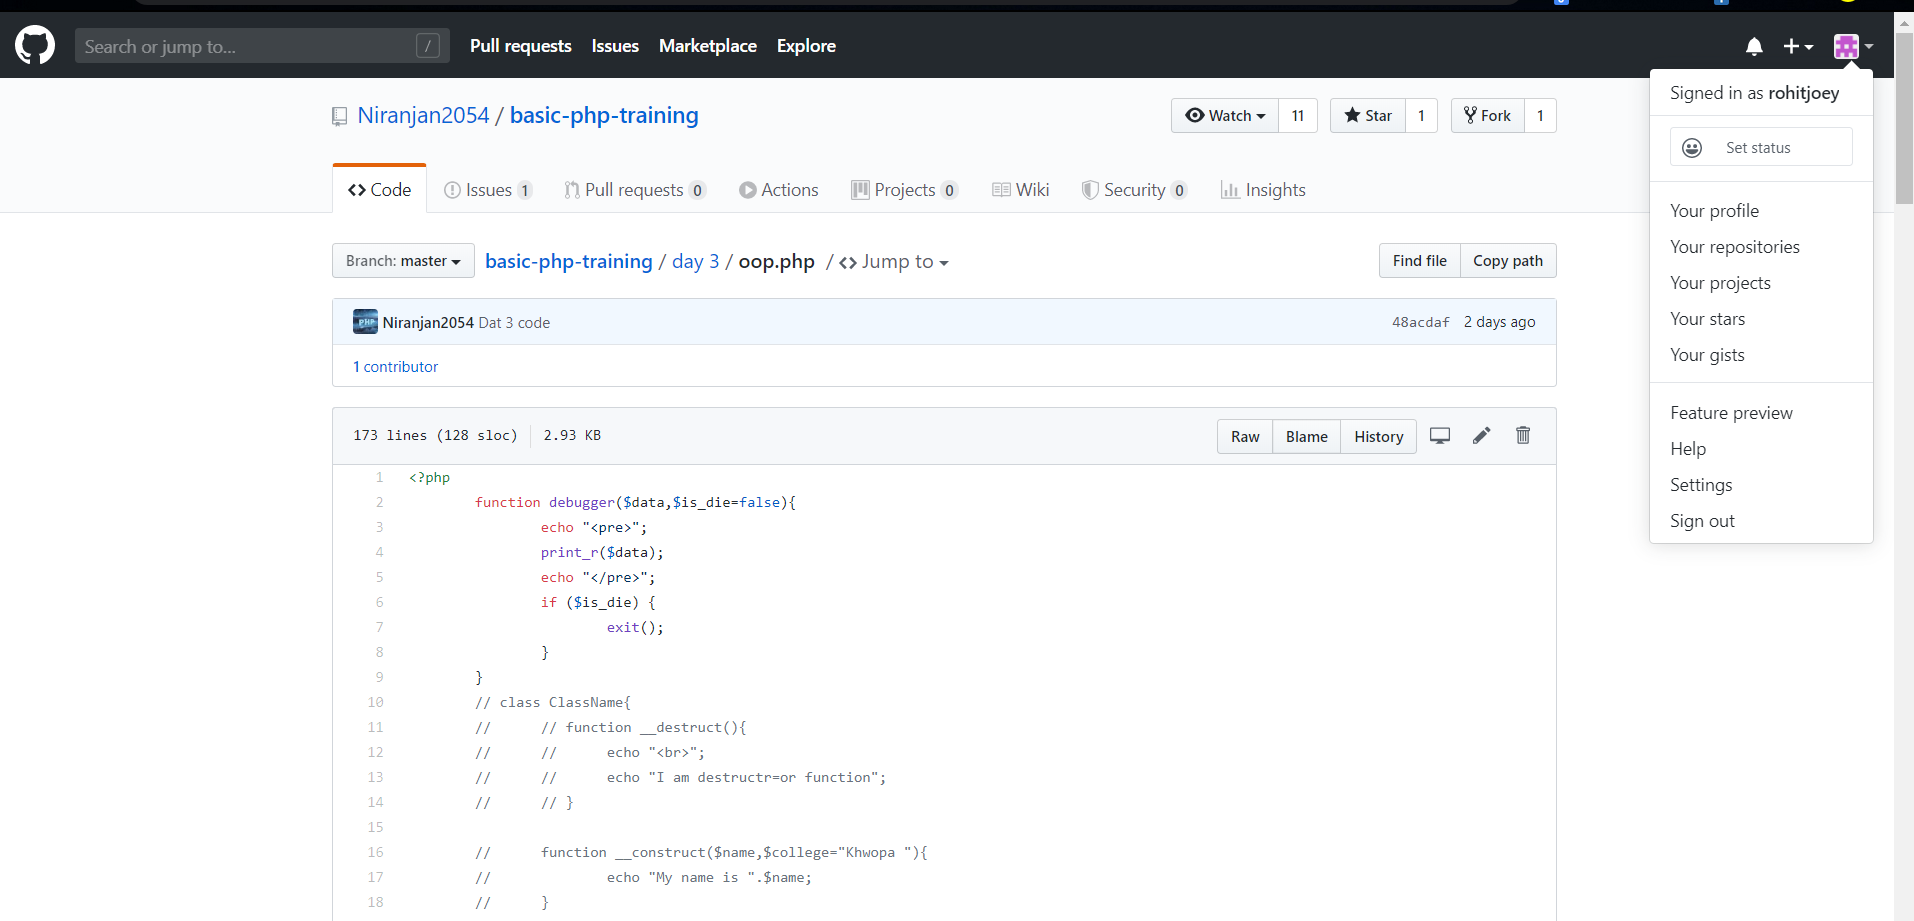 Search or jump to... /
Pull requests Issues Marketplace Explore
Signed in as rohitjoey
Set status
Your profile
Your repositories
Your projects
Your stars
Your gists
Feature preview
Help
Settings
Sign out
Niranjan2054 / basic-php-training
Watch 11 Star 1 Fork 1
Code Issues 1 Pull requests 0 Actions Projects 0 Wiki Security 0 Insights
Branch: master basic-php-training / day 3 / oop.php / Jump to Find file Copy path
Niranjan2054 Dat 3 code 48acdaf 2 days ago
1 contributor
173 lines (128 sloc) 2.93 KB Raw Blame History
1 <?php
2 function debugger($data,$is_die=false){
3 echo "<pre>";
4 print_r($data);
5 echo "</pre>";
6 if ($is_die) {
7 exit();
8 }
9 }
10 // class ClassName{
11 // // function __destruct(){
12 // // echo "<br>";
13 // // echo "I am destructr=or function";
14 // // }
15
16 // function __construct($name,$college="Khwopa "){
17 // echo "My name is ".$name;
18 // }